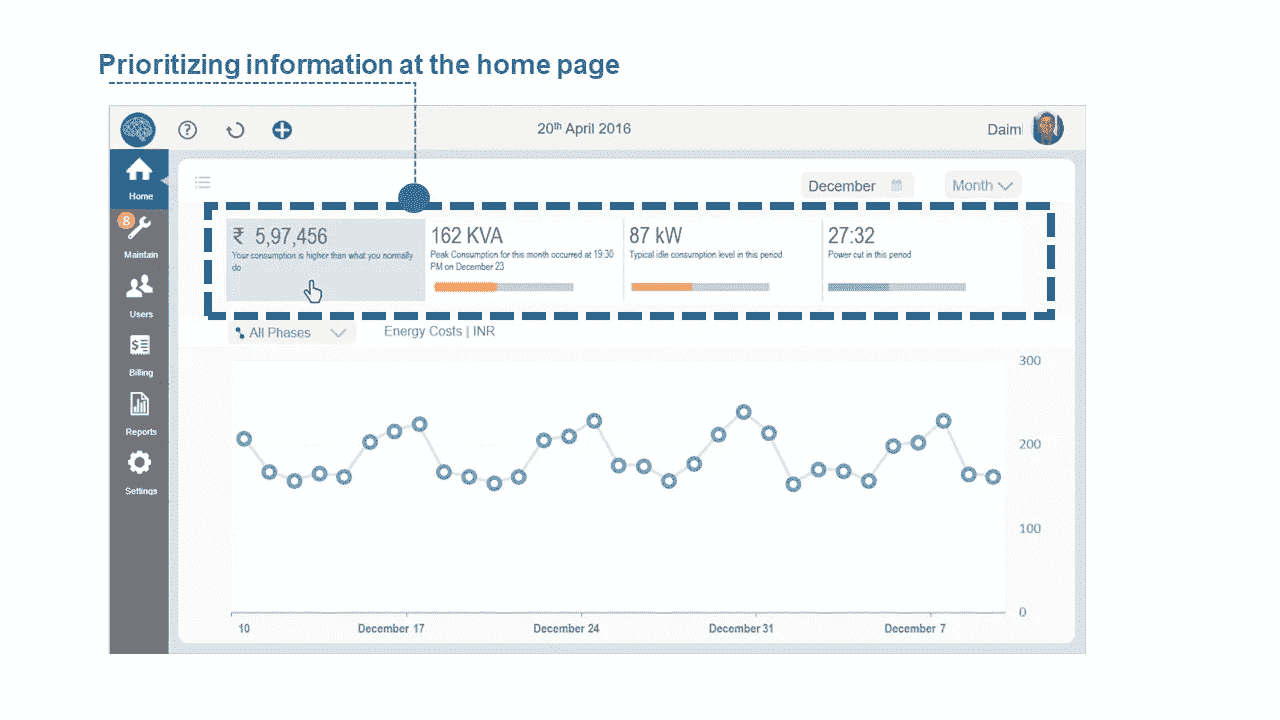 Prioritizing information at the home page
20th April 2016
Daiml
Home
8
Maintain
Users
Billing
Reports
Settings
December
Month
₹ 5,97,456
Your consumption is higher than what you normally
do
162 KVA
Peak Consumption for this month occurred at 19:30
PM on December 23
87 kW
Typical idle consumption level in this period
27:32
Power cut in this period
All Phases
Energy Costs | INR
300
200
100
0
10
December 17
December 24
December 31
December 7